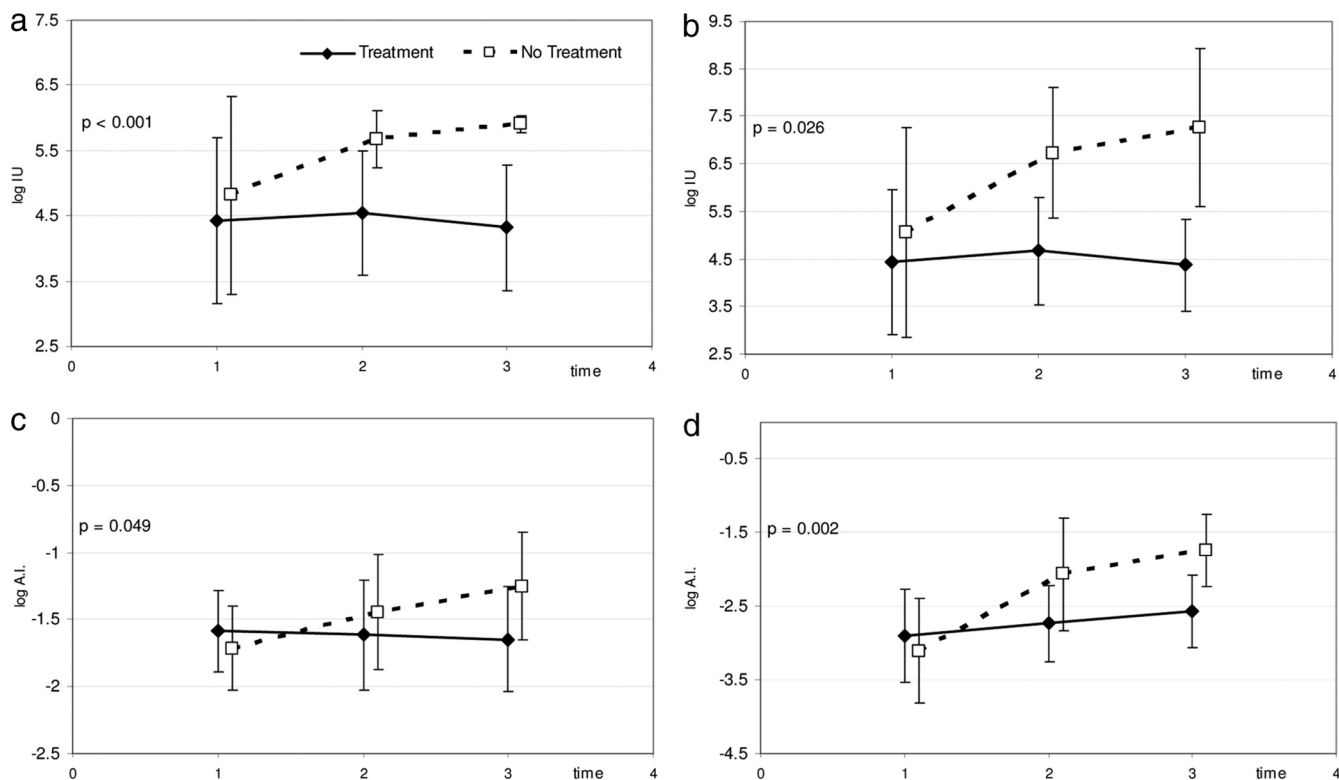 a
7.5
6.5
5.5
4.5
3.5
2.5
log IU
Treatment
No Treatment
p < 0.001
0
1
2
3
time
4
b
9.5
8.5
7.5
6.5
5.5
4.5
3.5
2.5
log IU
p = 0.026
0
1
2
3
time
4
c
0
-0.5
-1
-1.5
-2
-2.5
log A.I.
p = 0.049
0
1
2
3
time
4
d
-0.5
-1.5
-2.5
-3.5
-4.5
log A.I.
p = 0.002
0
1
2
3
time
4